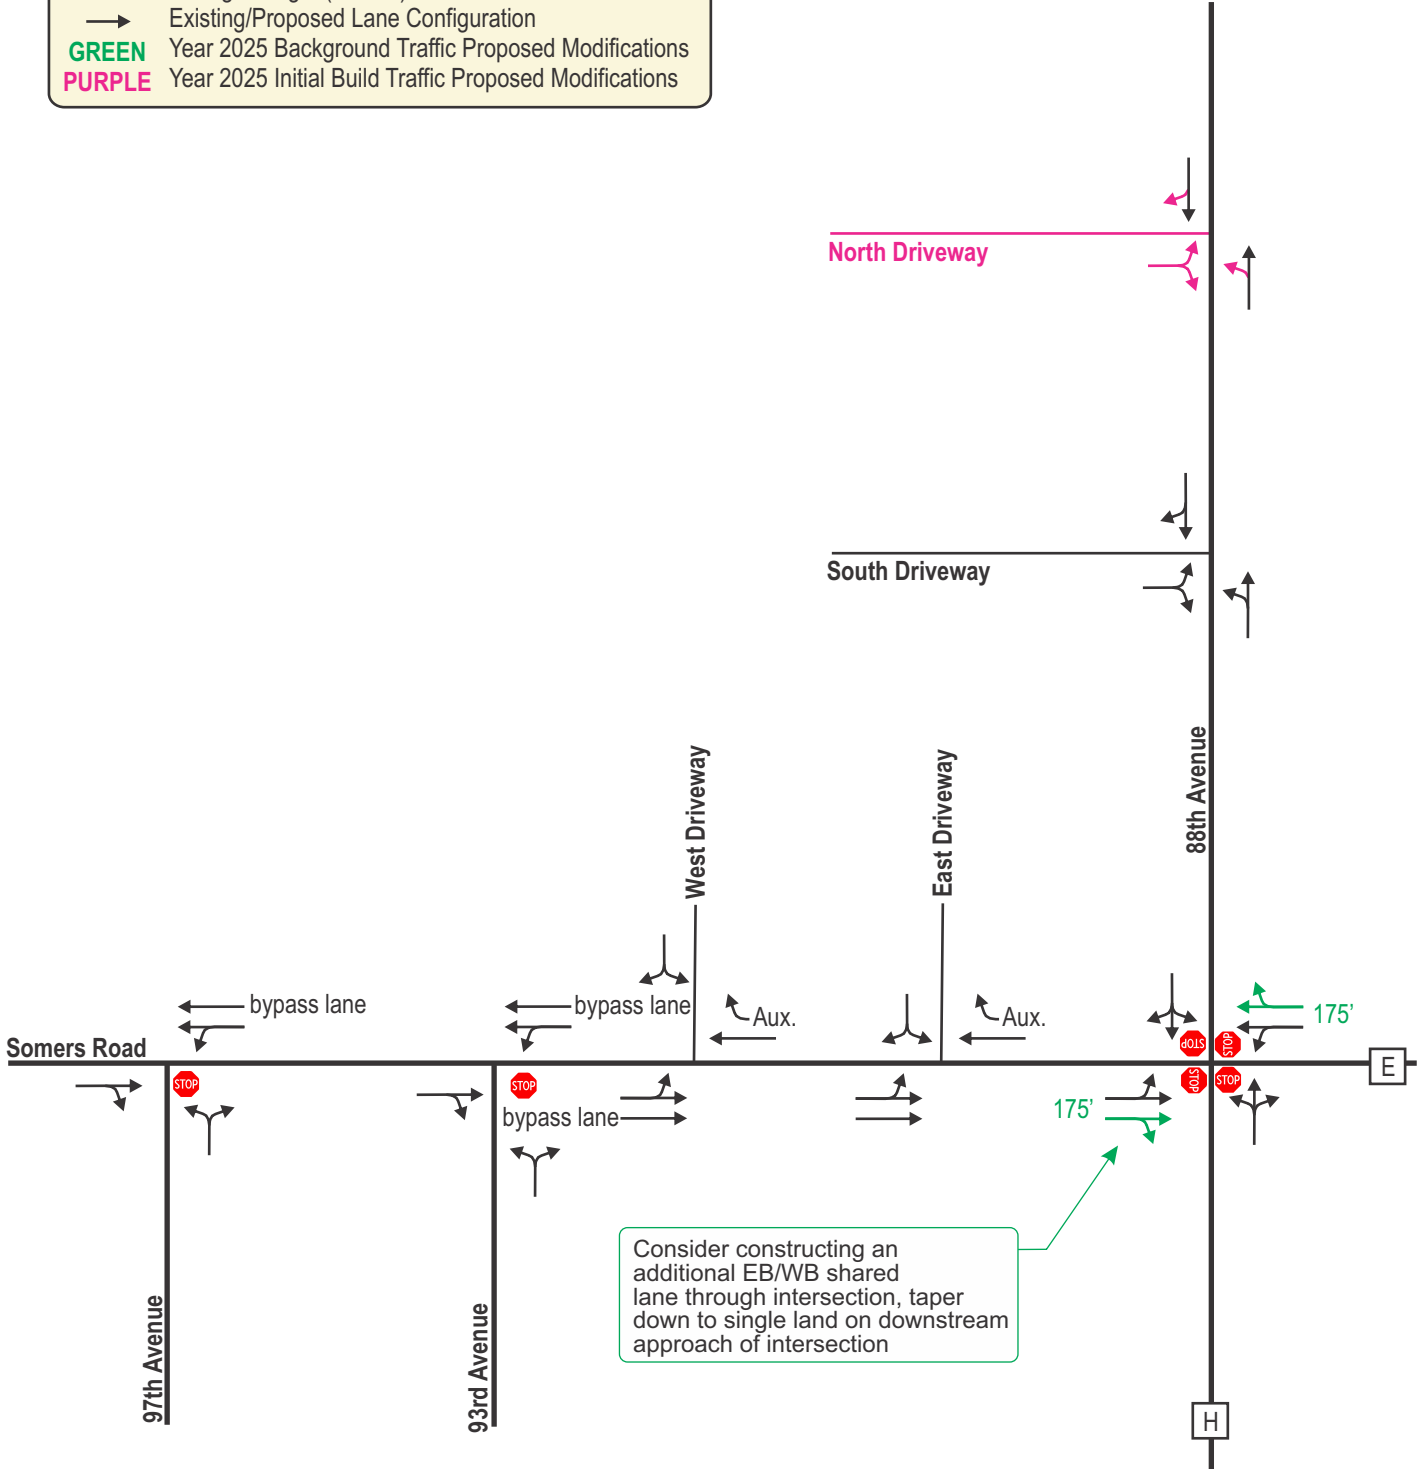 Existing/Proposed Lane Configuration
GREEN Year 2025 Background Traffic Proposed Modifications
PURPLE Year 2025 Initial Build Traffic Proposed Modifications
North Driveway
South Driveway
88th Avenue
West Driveway
East Driveway
bypass lane
bypass lane
Aux.
Aux.
175'
Somers Road
STOP
STOP
STOP
STOP
STOP
STOP
E
bypass lane
175'
Consider constructing an
additional EB/WB shared
lane through intersection, taper
down to single land on downstream
approach of intersection
97th Avenue
93rd Avenue
H